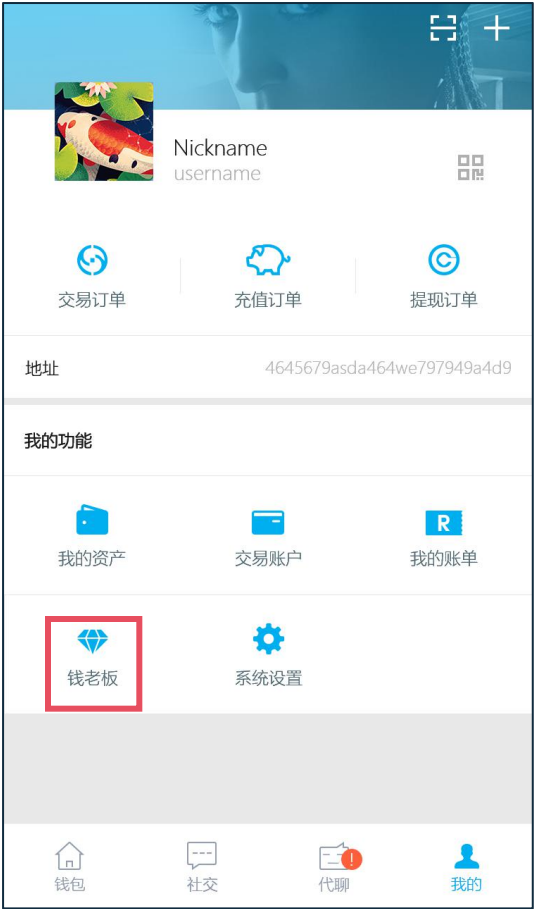 Nickname
username
交易订单
充值订单
提现订单
地址
4645679asda464we797949a4d9
我的功能
我的资产
交易账户
R
我的账单
钱老板
系统设置
!
钱包
社交
代聊
我的